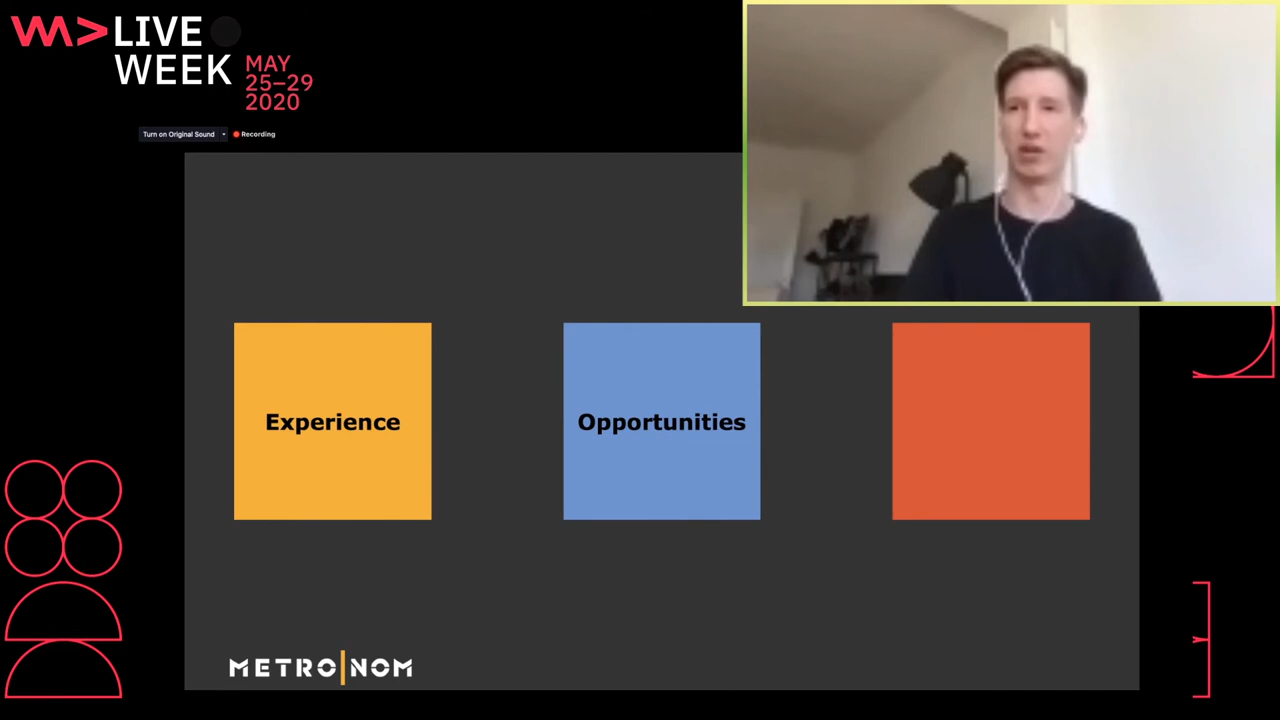 LIVE
WEEK
MAY
25–29
2020
Turn on Original Sound
Recording
Experience
Opportunities
METRO|NOM